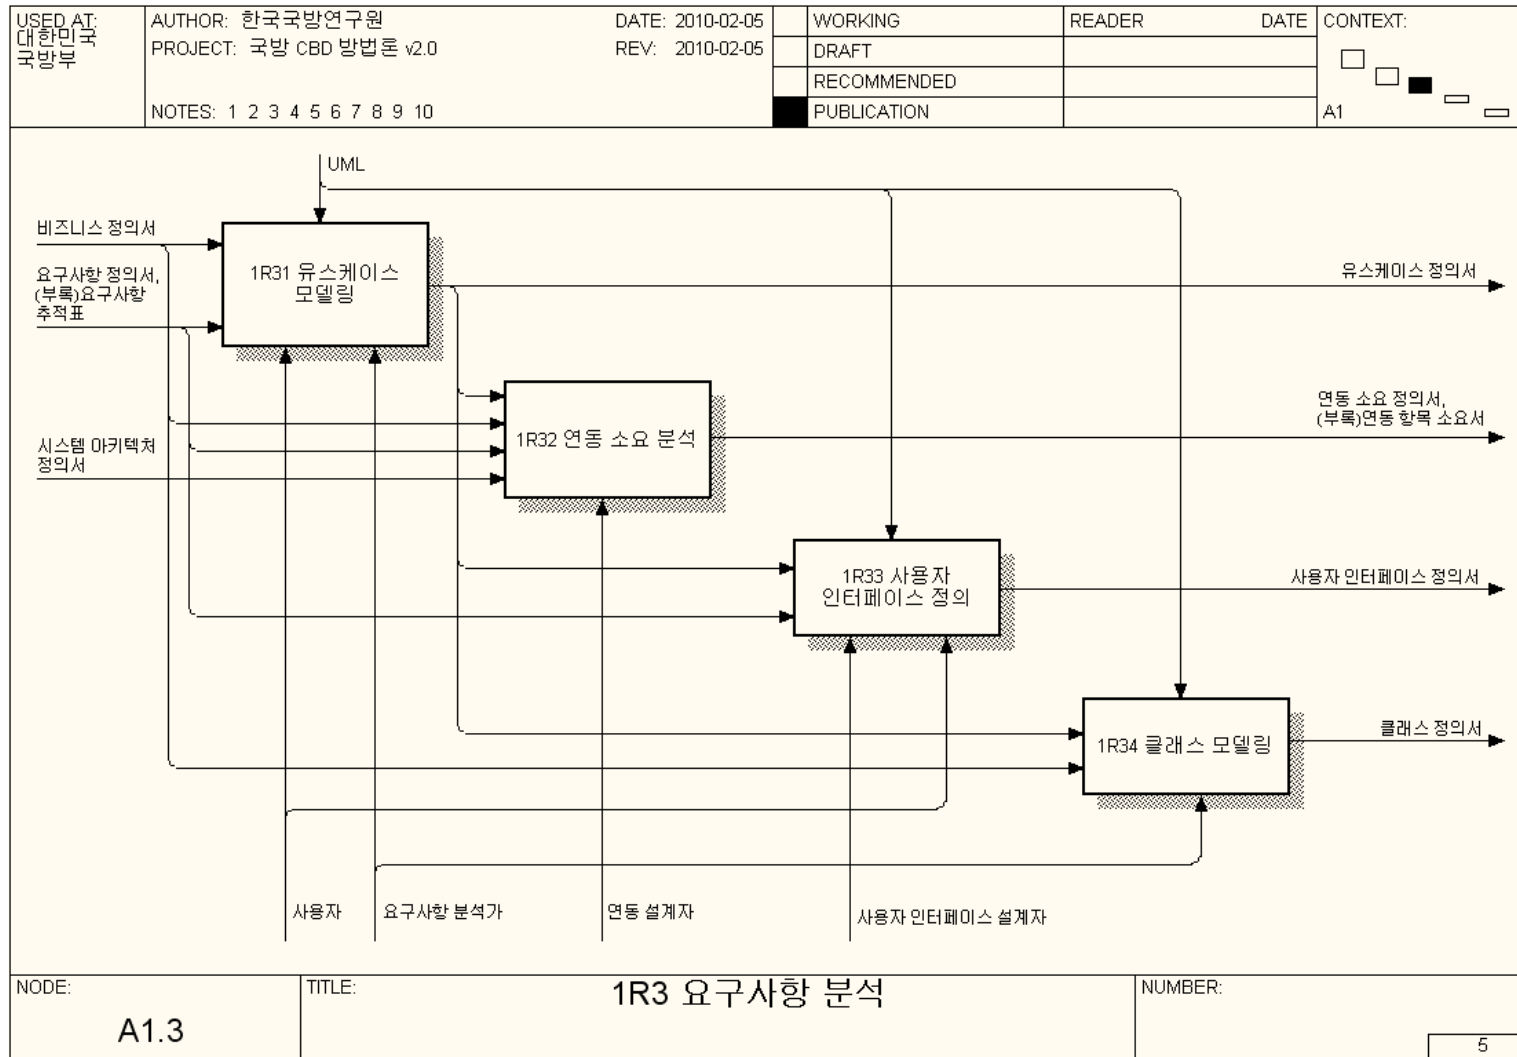 USED AT:
대한민국
국방부
AUTHOR: 한국국방연구원
DATE: 2010-02-05
PROJECT: 국방 CBD 방법론 v2.0
REV: 2010-02-05
NOTES: 1 2 3 4 5 6 7 8 9 10
WORKING
DRAFT
RECOMMENDED
PUBLICATION
READER DATE
CONTEXT:
A1
UML
비즈니스 정의서
요구사항 정의서,
(부록)요구사항
추적표
1R31 유스케이스
모델링
유스케이스 정의서
시스템 아키텍처
정의서
1R32 연동 소요 분석
연동 소요 정의서,
(부록)연동 항목 소요서
1R33 사용자
인터페이스 정의
사용자 인터페이스 정의서
1R34 클래스 모델링
클래스 정의서
사용자
요구사항 분석가
연동 설계자
사용자 인터페이스 설계자
NODE:
A1.3
TITLE:
1R3 요구사항 분석
NUMBER:
5